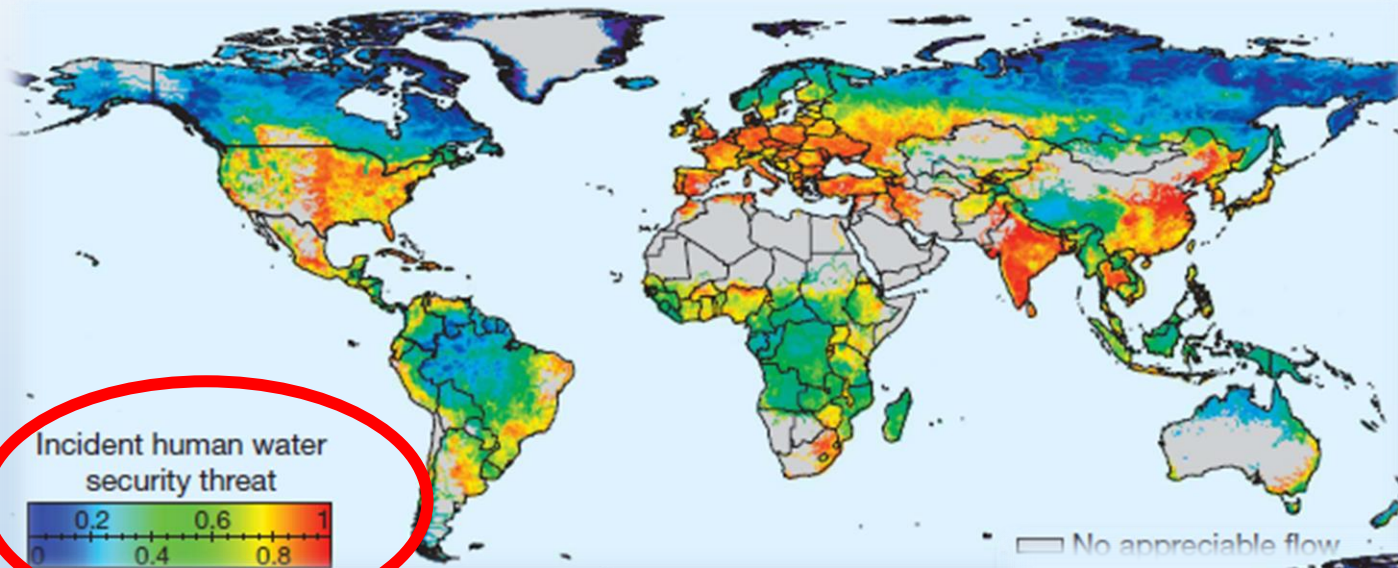 Incident human water
security threat
0.2 0.6 1
0 0.4 0.8
No appreciable flow